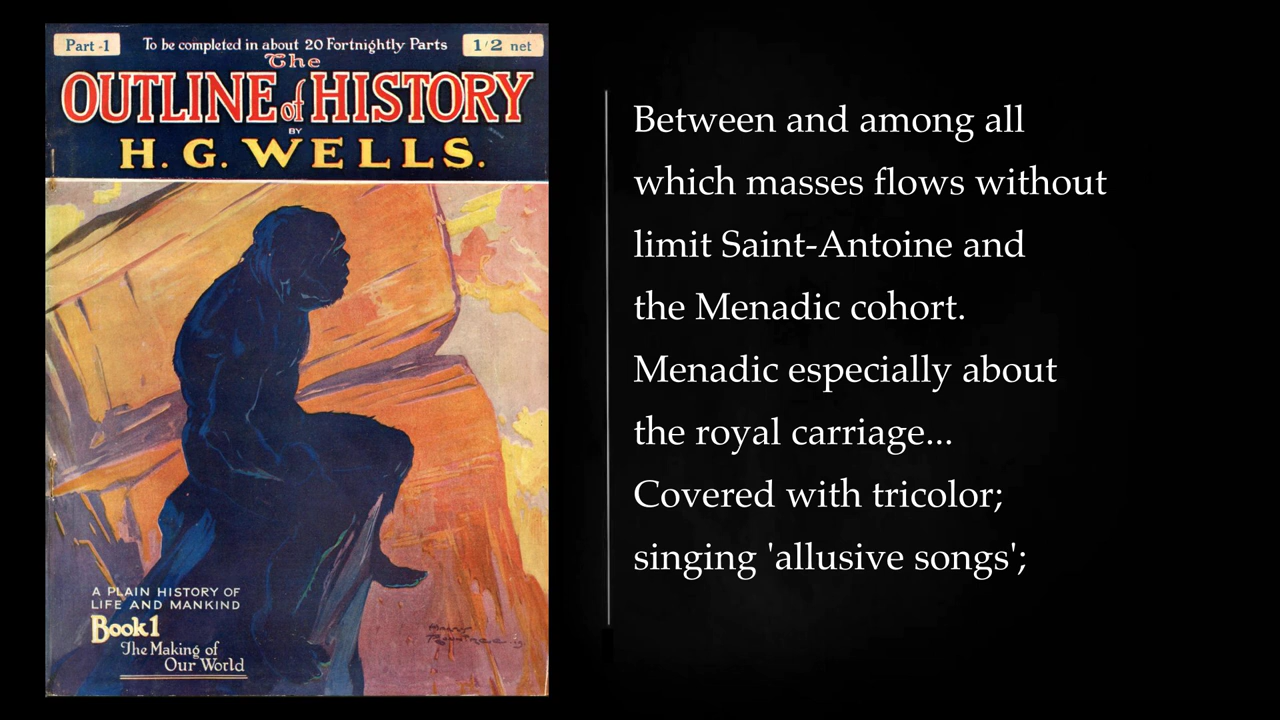 Part -1
To be completed in about 20 Fortnightly Parts
1/2 net
The
OUTLINE of HISTORY
BY
H. G. WELLS.
A PLAIN HISTORY OF
LIFE AND MANKIND
Book 1
The Making of
Our World
Between and among all
which masses flows without
limit Saint-Antoine and
the Menadic cohort.
Menadic especially about
the royal carriage...
Covered with tricolor;
singing 'allusive songs';